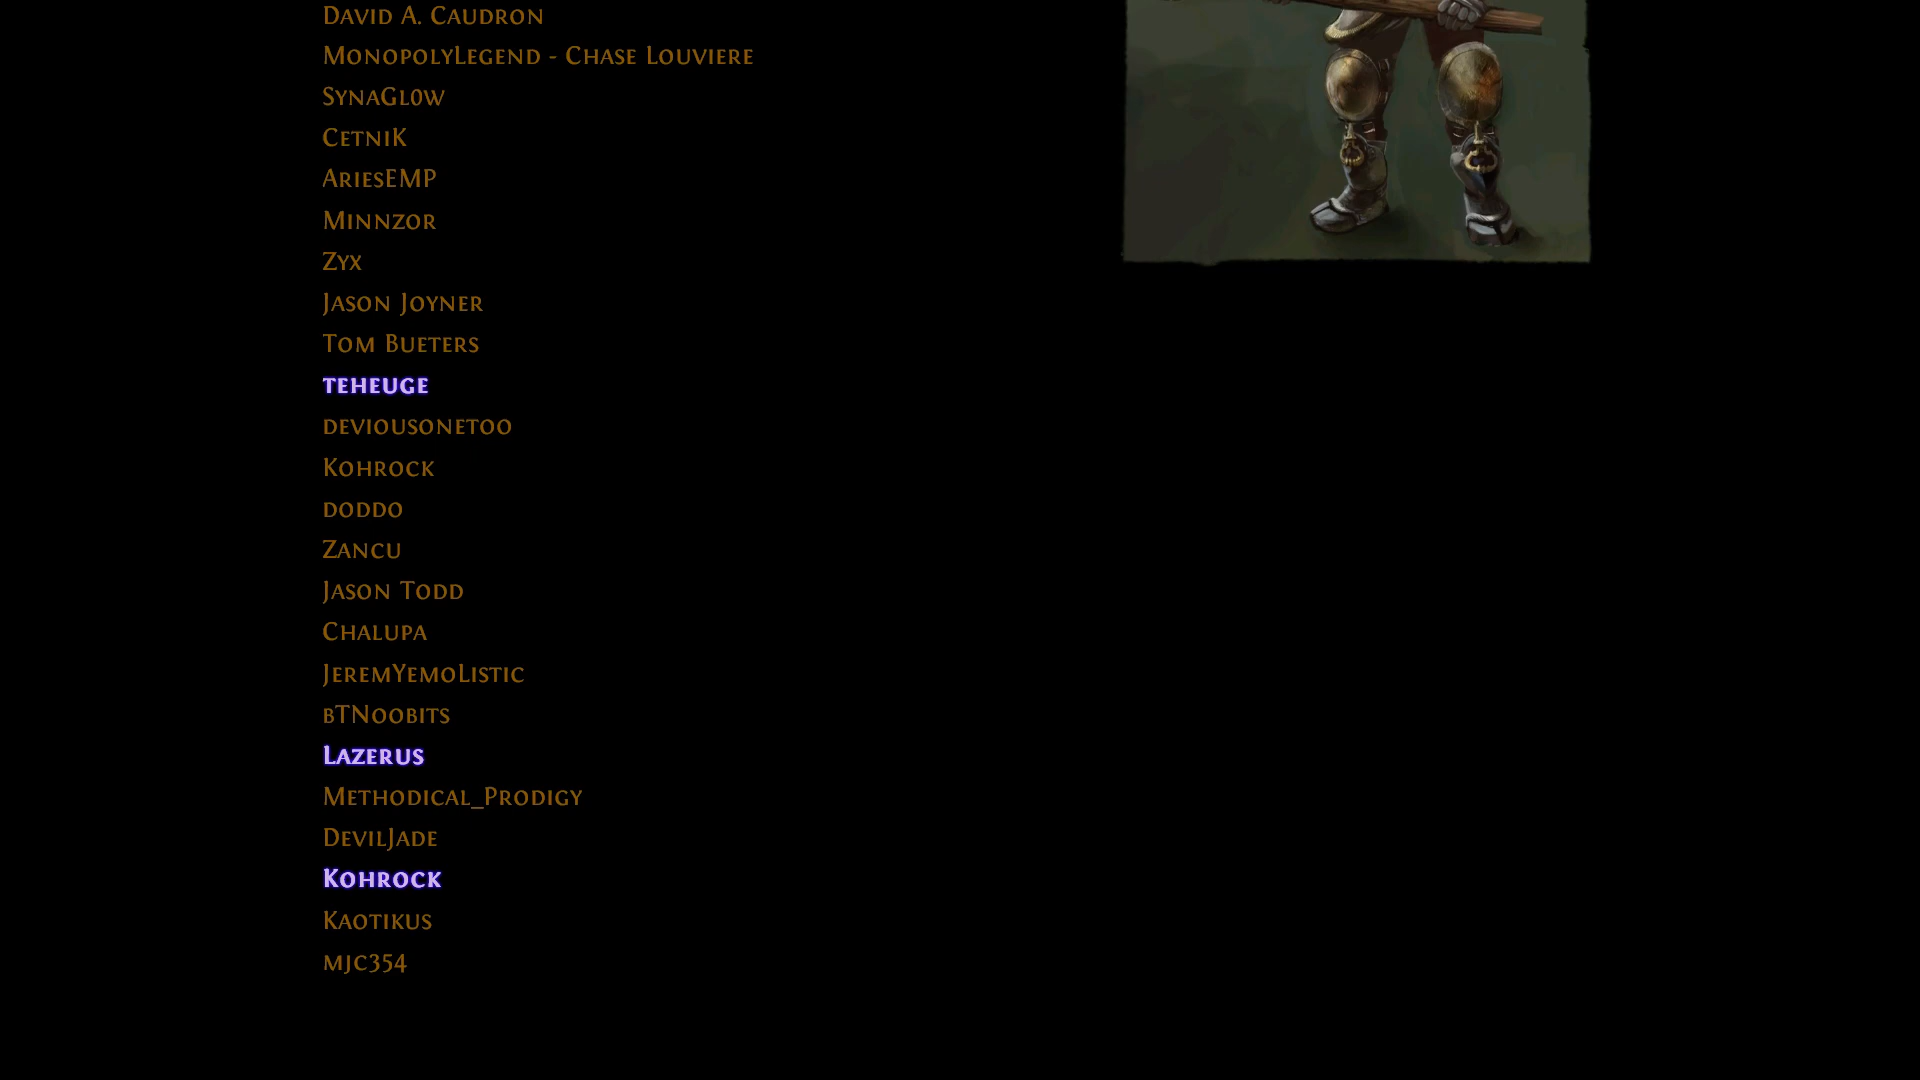 David A. Caudron
MonopolyLegend - Chase Louviere
SynaGl0w
CetniK
AriesEMP
Minnzor
Zyx
Jason Joyner
Tom Bueters
teheuge
deviousonetoo
Kohrock
doddo
Zancu
Jason Todd
Chalupa
JeremYemoListic
bTNoobits
Lazerus
Methodical_Prodigy
DevilJade
Kohrock
Kaotikus
mjc354